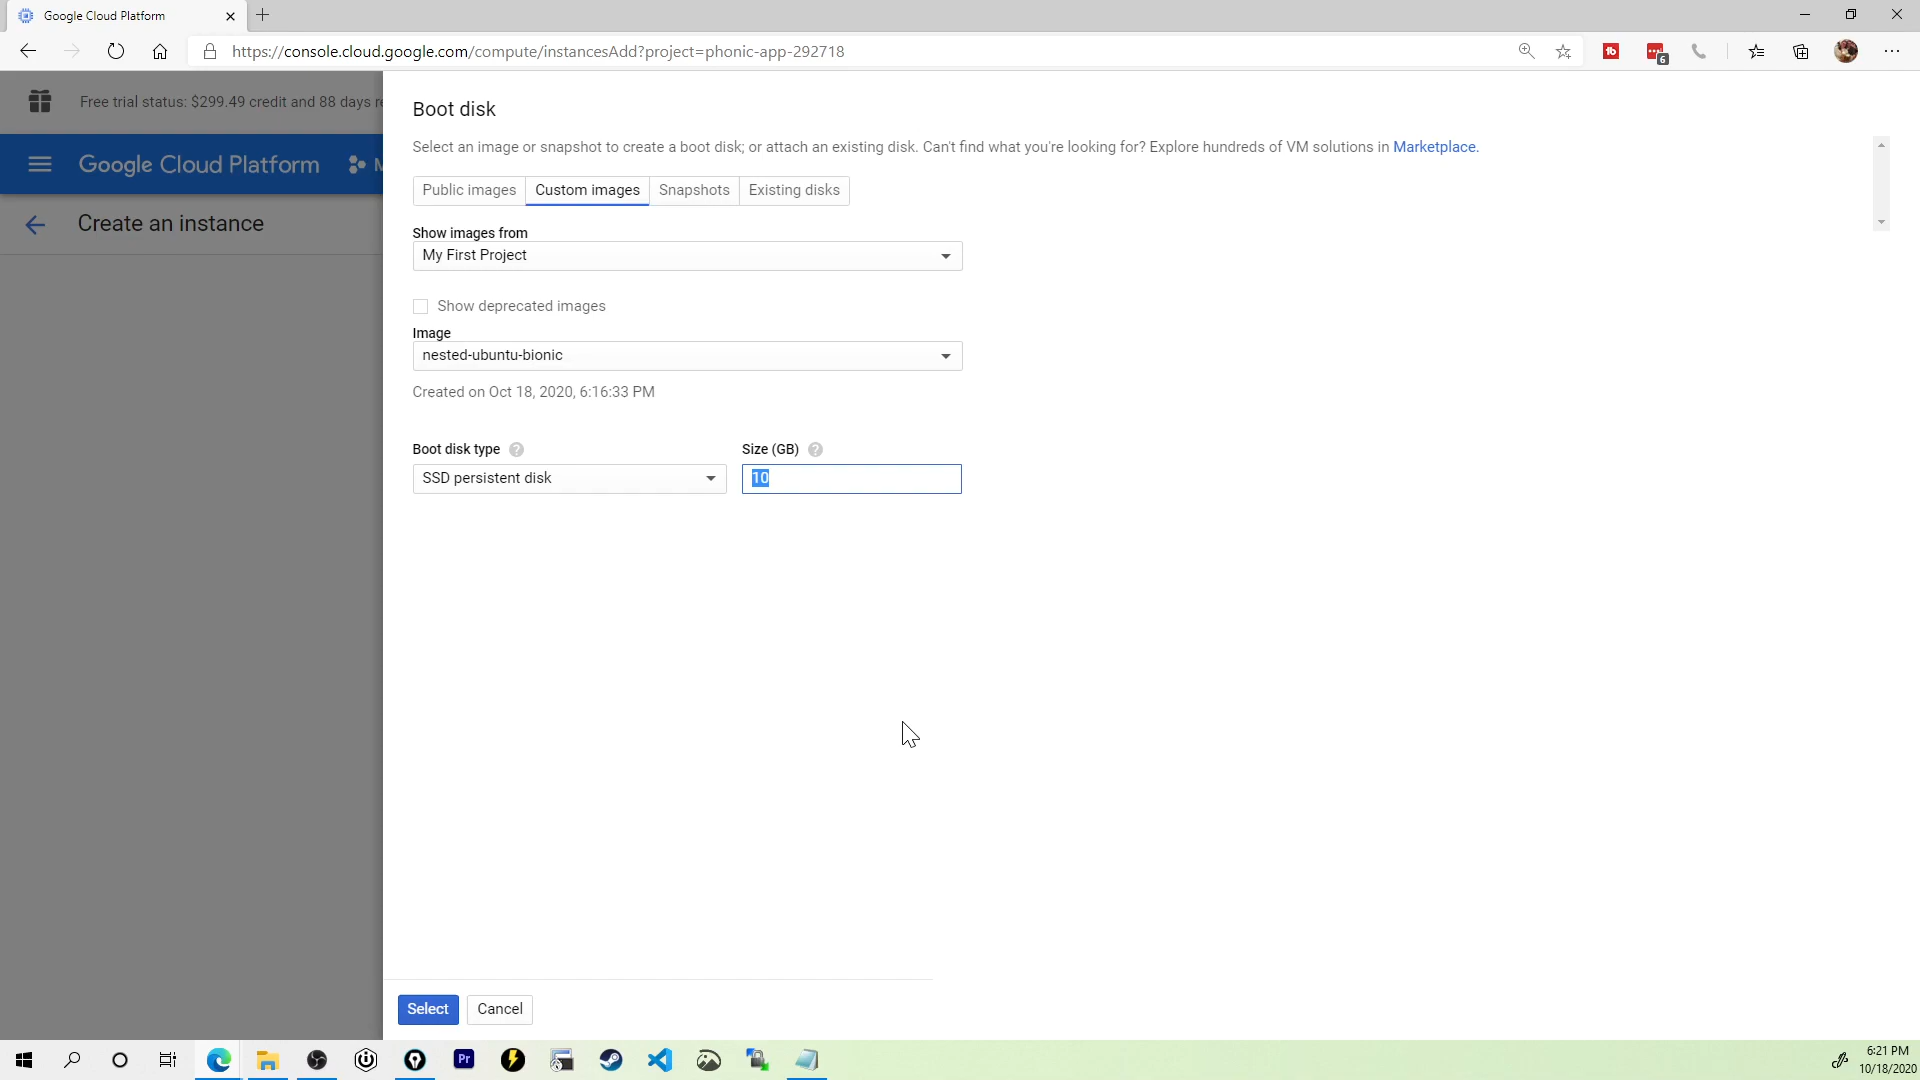 Google Cloud Platform
https://console.cloud.google.com/compute/instancesAdd?project=phonic-app-292718
6
Free trial status: $299.49 credit and 88 days re
Google Cloud Platform
M
Create an instance
Boot disk
Select an image or snapshot to create a boot disk; or attach an existing disk. Can't find what you're looking for? Explore hundreds of VM solutions in Marketplace.
Public images Custom images Snapshots Existing disks
Show images from
My First Project
Show deprecated images
Image
nested-ubuntu-bionic
Created on Oct 18, 2020, 6:16:33 PM
Boot disk type Size (GB)
SSD persistent disk 10
Select Cancel
Pr
6:21 PM
10/18/2020